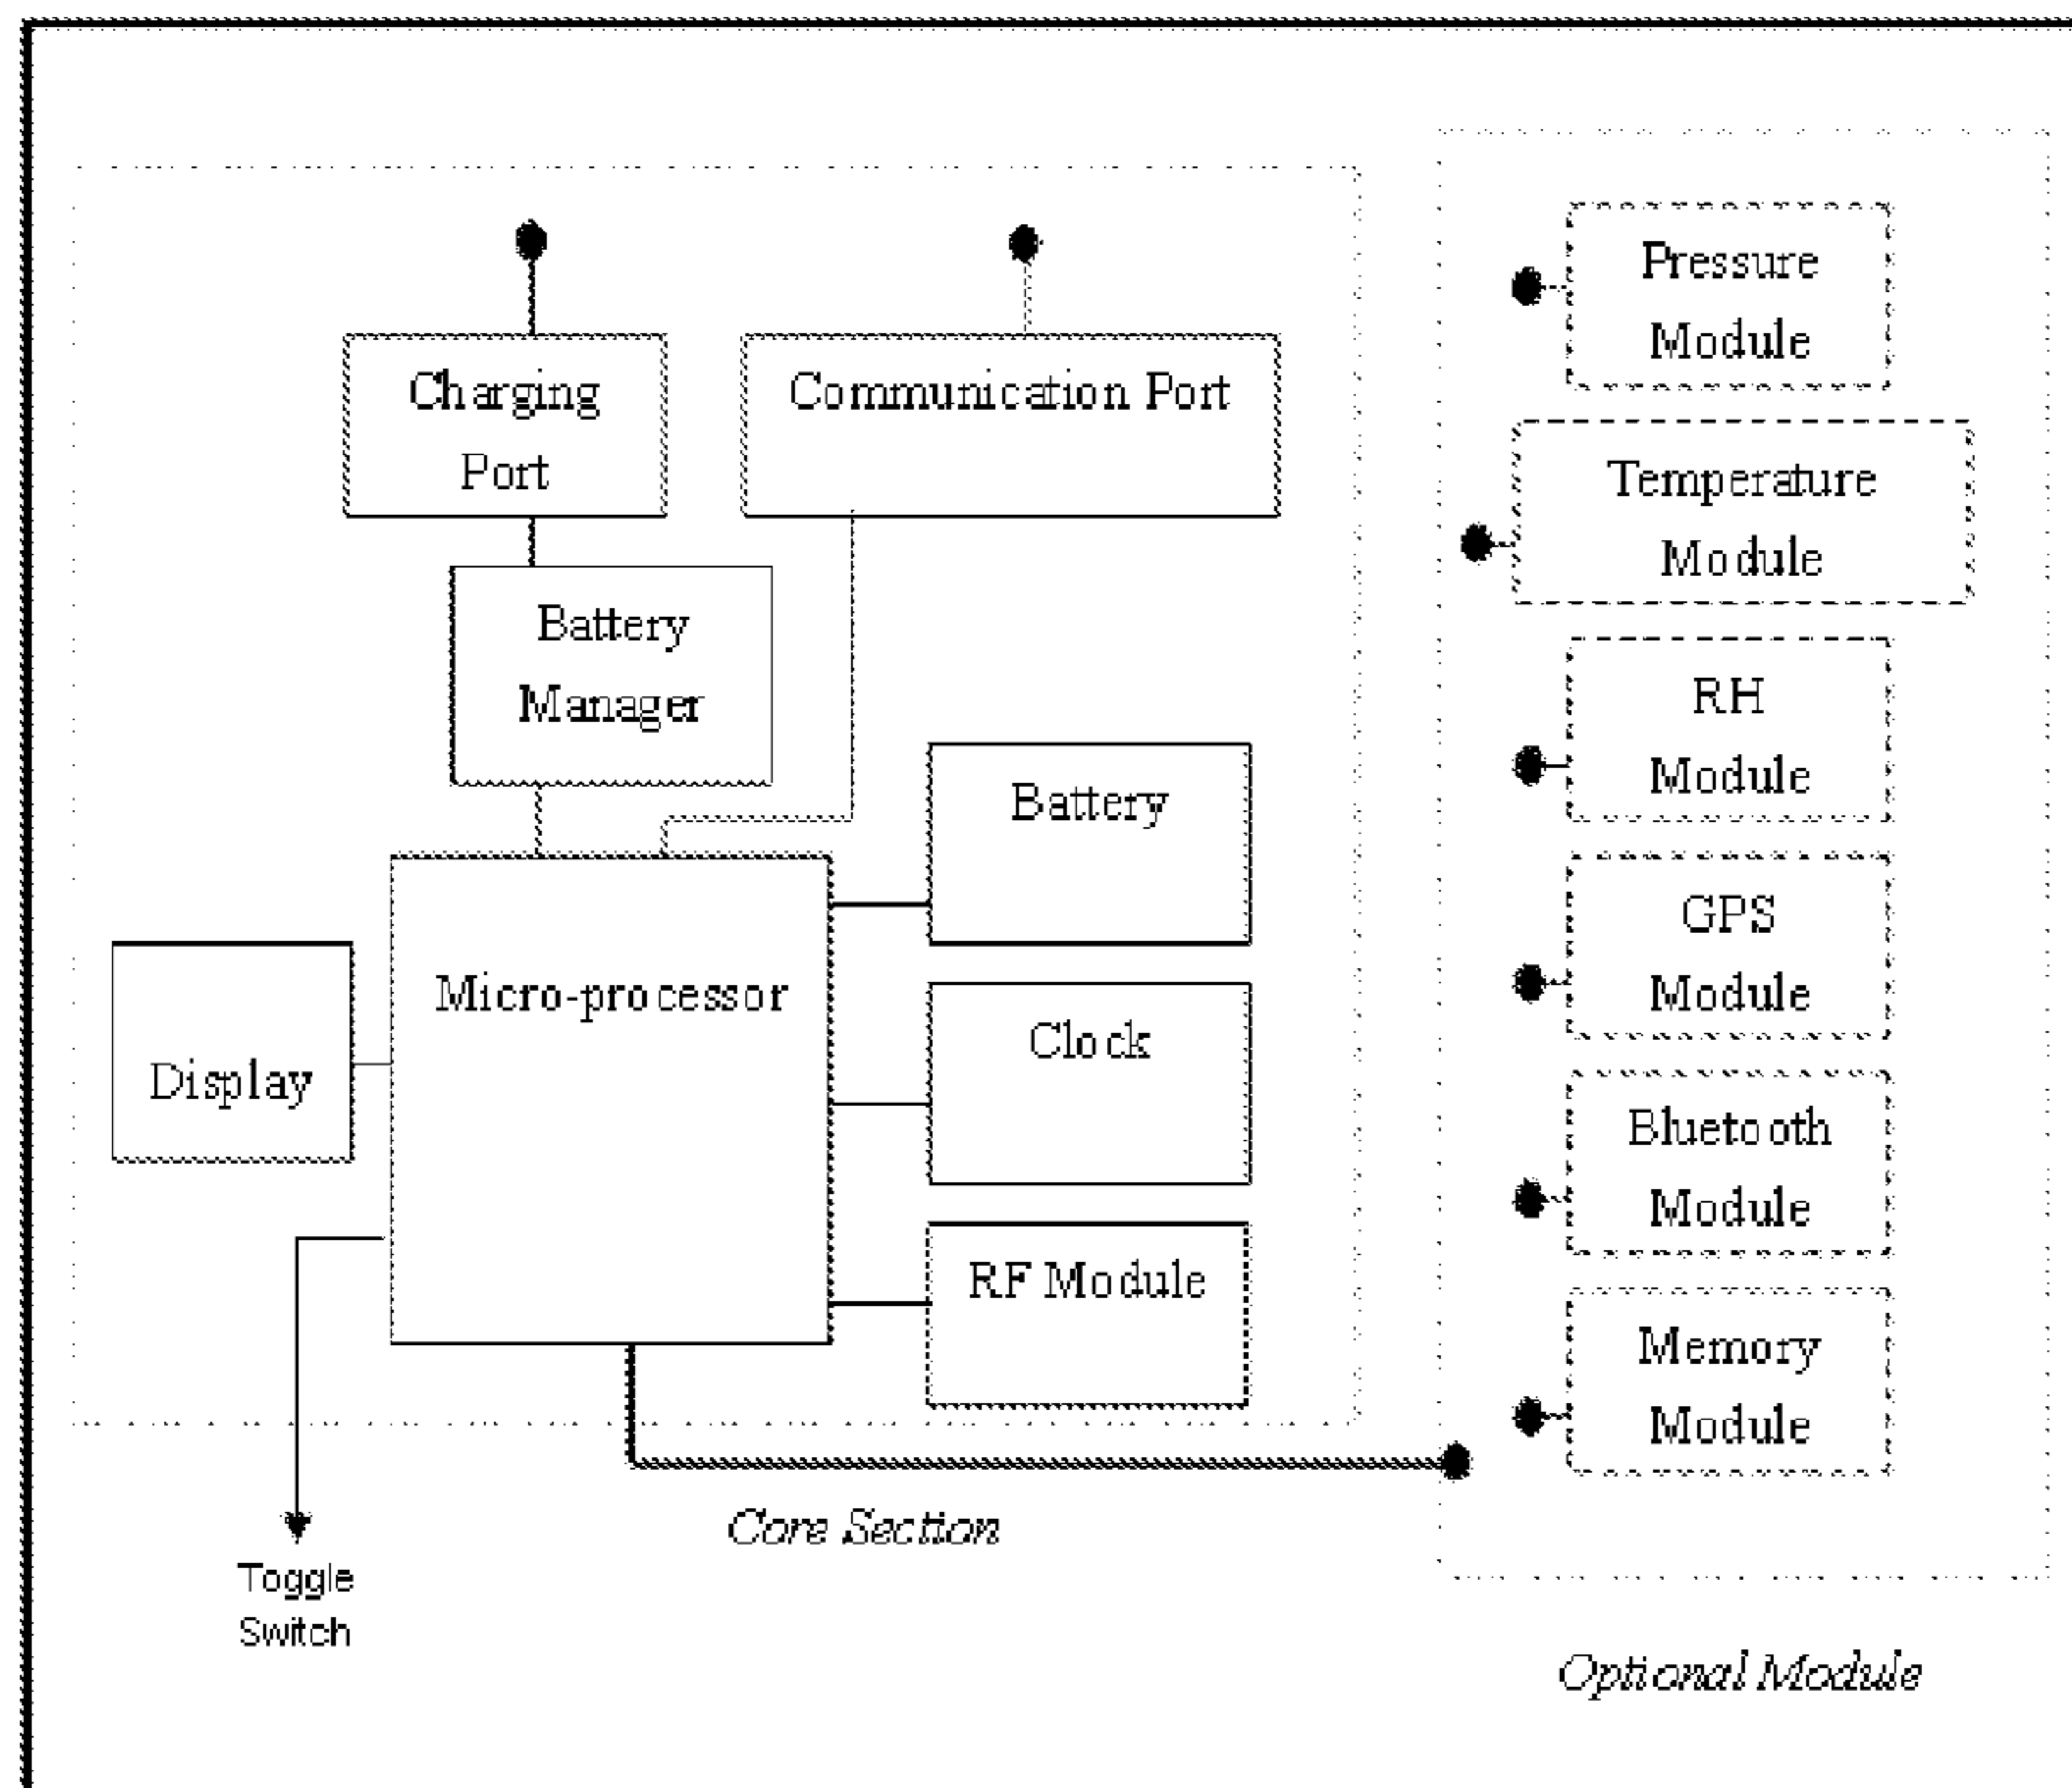 Charging
Port
Communication Port
Battery
Manager
Battery
Micro-processor
Display
Clock
RF Module
Toggle
Switch
Core Section
Pressure
Module
Temperature
Module
RH
Module
GPS
Module
Bluetooth
Module
Memory
Module
Optional Module